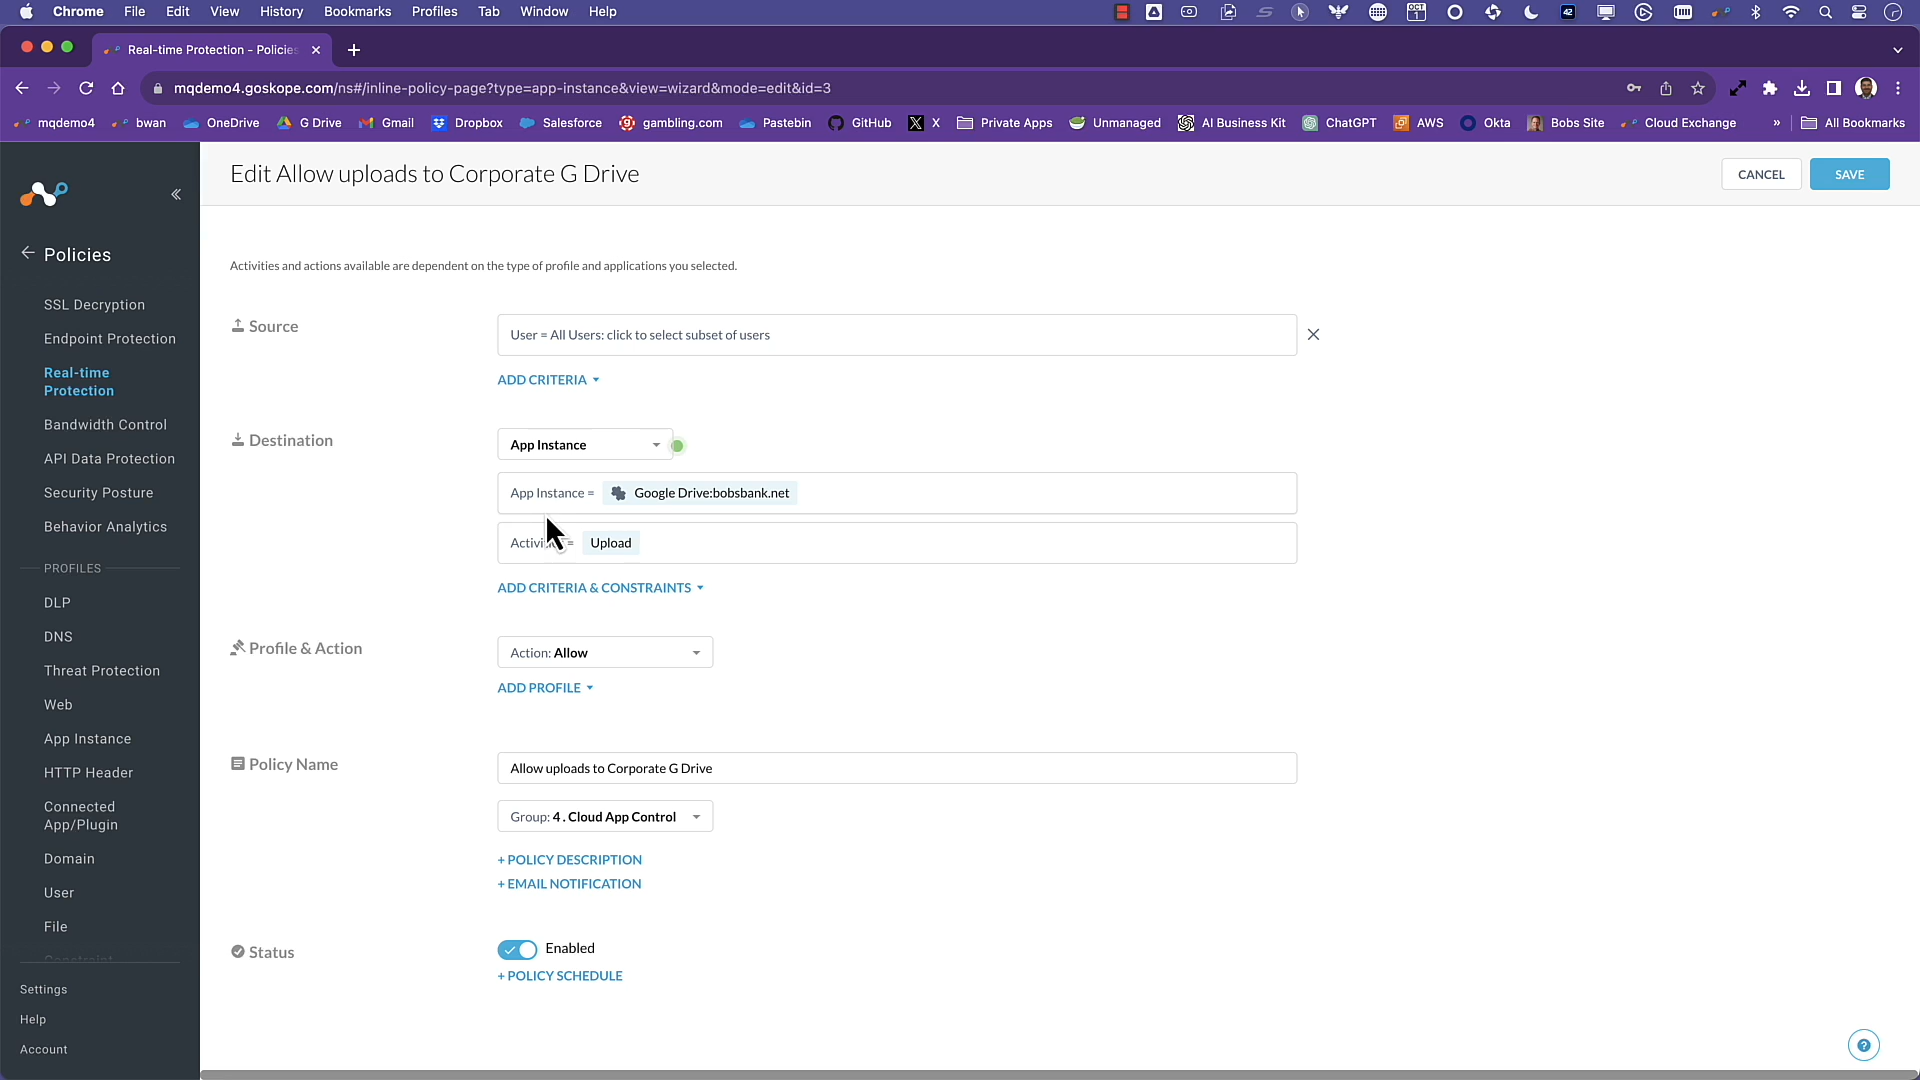 Chrome File Edit View History Bookmarks Profiles Tab Window Help
OCT 1
42
Real-time Protection - Policies
mqdemo4.goskope.com/ns#/inline-policy-page?type=app-instance&view=wizard&mode=edit&id=3
mqdemo4 bwan OneDrive G Drive Gmail Dropbox Salesforce gambling.com Pastebin GitHub X Private Apps Unmanaged AI Business Kit ChatGPT AWS Okta Bobs Site Cloud Exchange » All Bookmarks
Edit Allow uploads to Corporate G Drive
CANCEL
SAVE
Policies
SSL Decryption
Endpoint Protection
Real-time
Protection
Bandwidth Control
API Data Protection
Security Posture
Behavior Analytics
PROFILES
DLP
DNS
Threat Protection
Web
App Instance
HTTP Header
Connected
App/Plugin
Domain
User
File
Settings
Help
Account
Activities and actions available are dependent on the type of profile and applications you selected.
Source
User = All Users: click to select subset of users
ADD CRITERIA
Destination
App Instance
App Instance = Google Drive:bobsbank.net
= Upload
ADD CRITERIA & CONSTRAINTS
Profile & Action
Action: Allow
ADD PROFILE
Policy Name
Allow uploads to Corporate G Drive
Group: 4 . Cloud App Control
+ POLICY DESCRIPTION
+ EMAIL NOTIFICATION
Status
Enabled
+ POLICY SCHEDULE